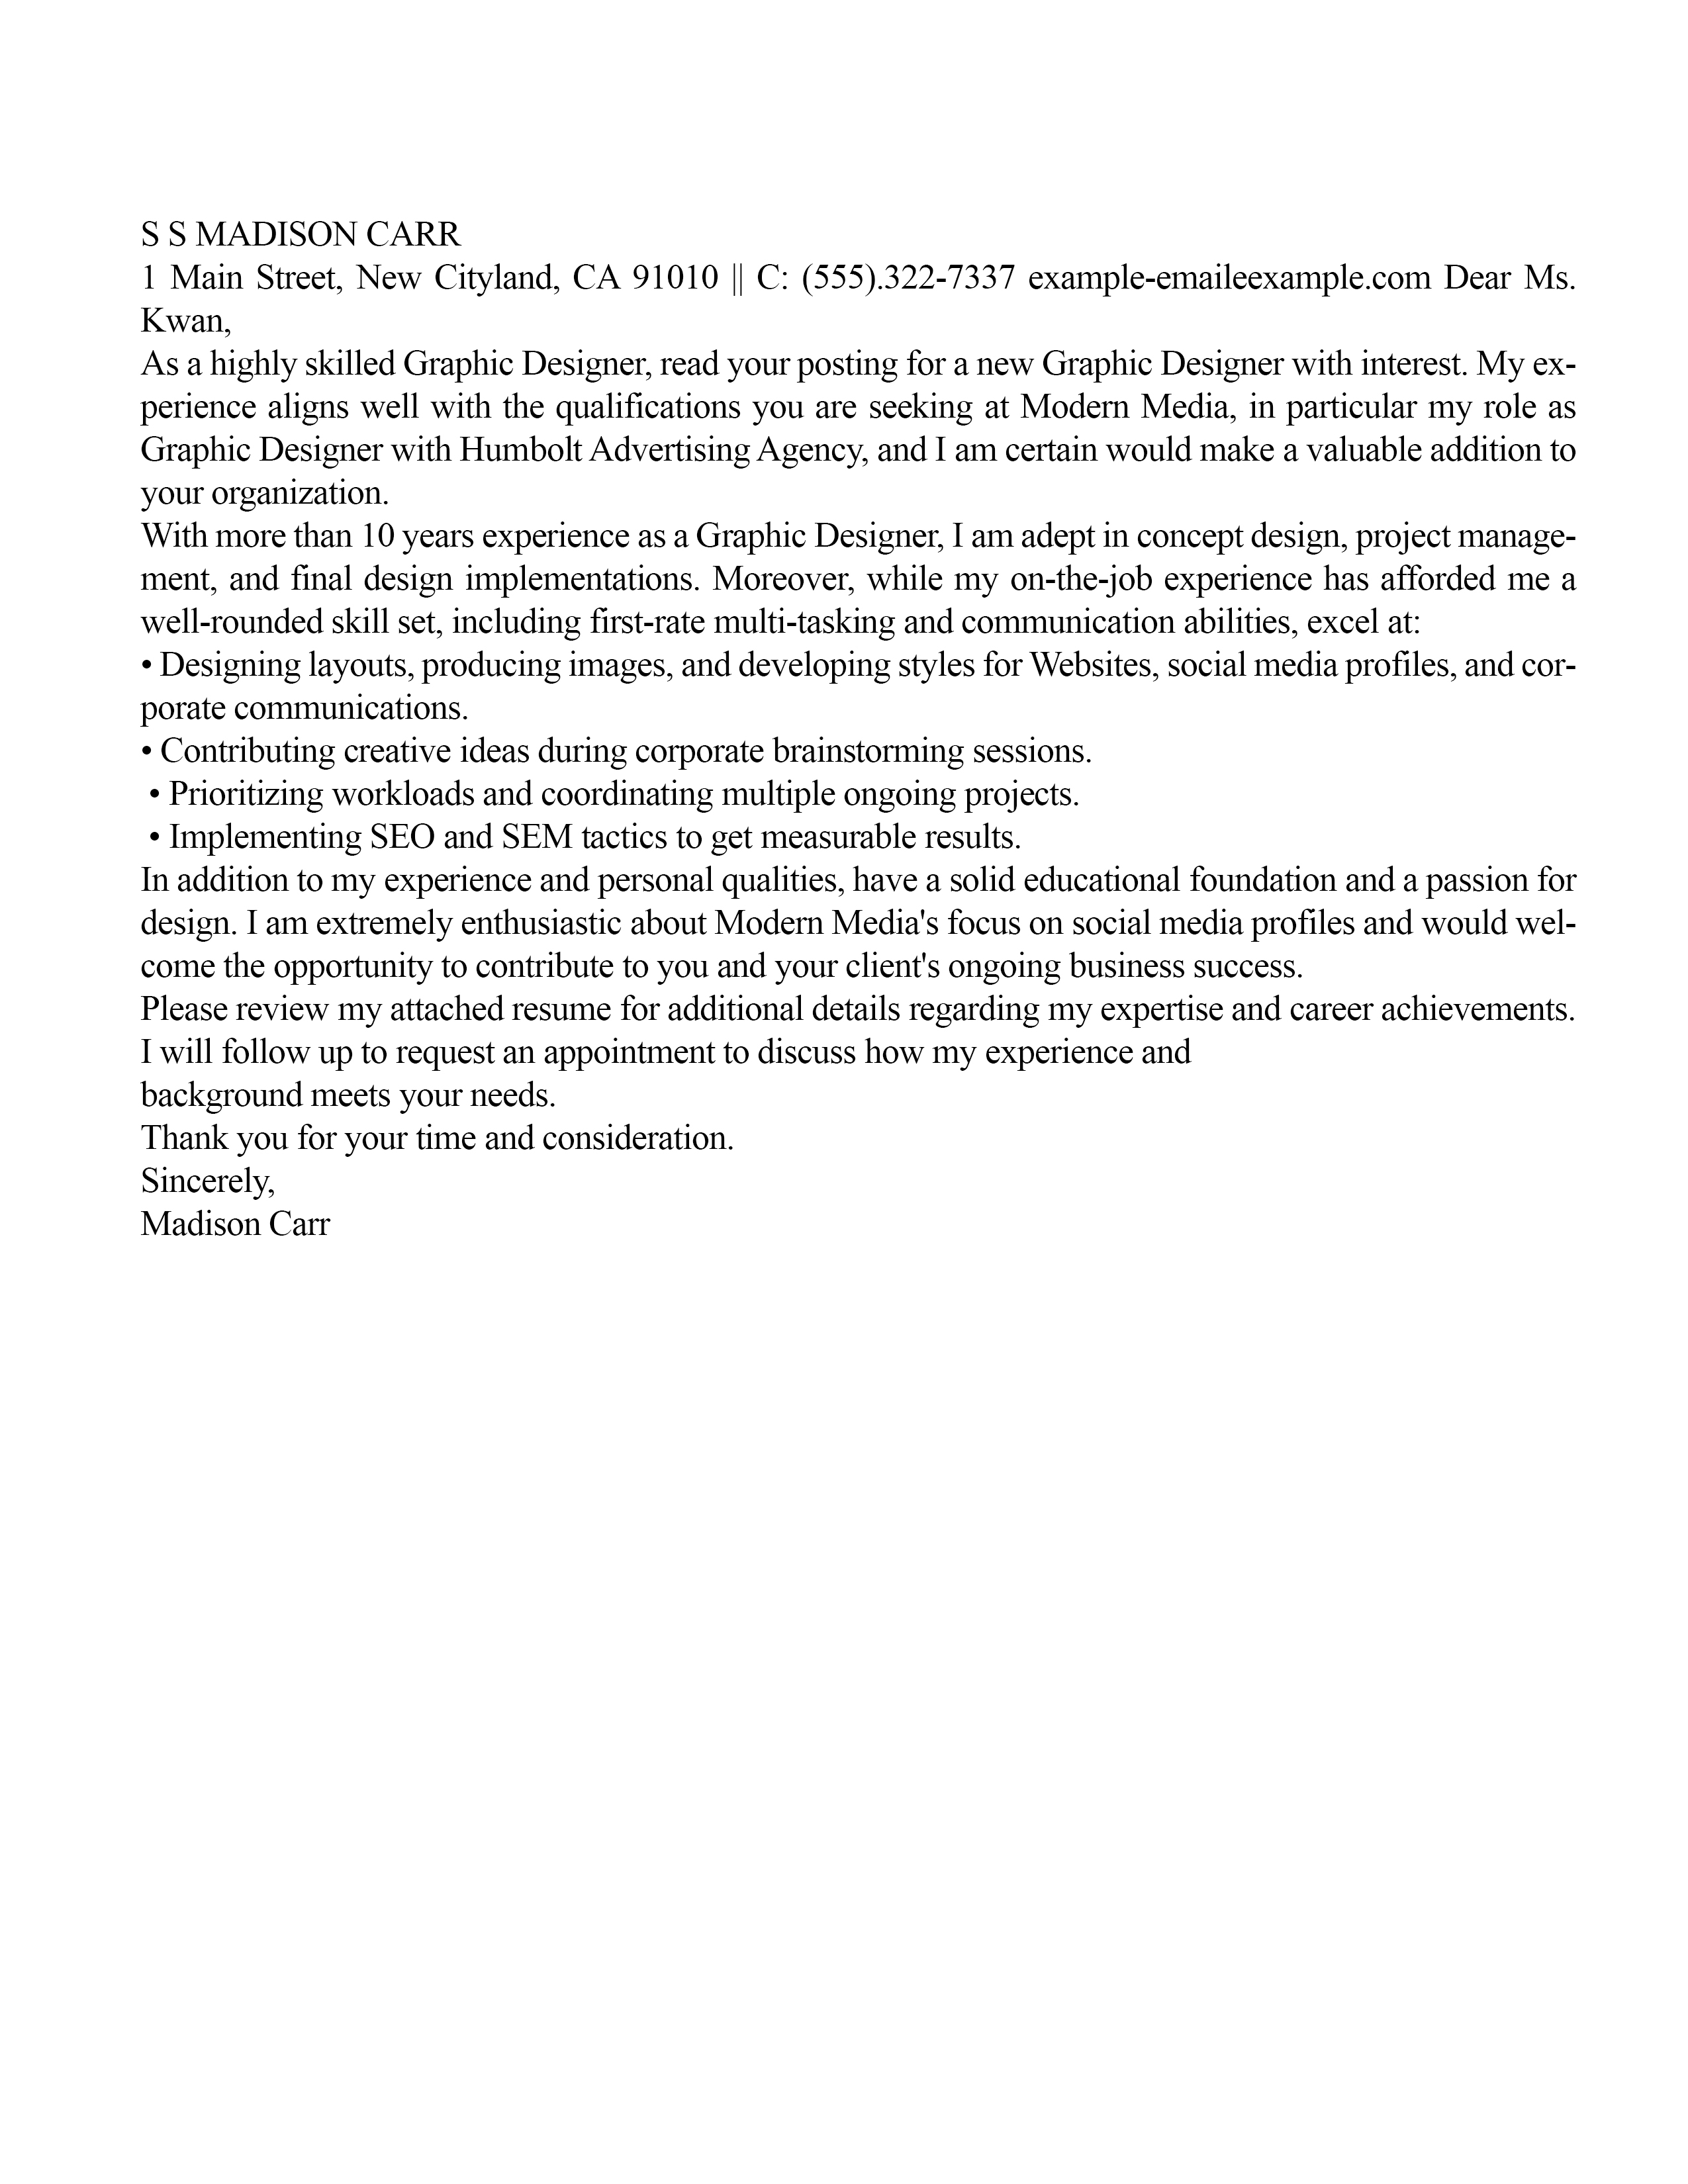 S S MADISON CARR
1 Main Street, New Cityland, CA 91010 || C: (555).322-7337 example-emaileexample.com Dear Ms.
Kwan,
As a highly skilled Graphic Designer, read your posting for a new Graphic Designer with interest. My ex-
perience aligns well with the qualifications you are seeking at Modern Media, in particular my role as
Graphic Designer with Humbolt Advertising Agency, and I am certain would make a valuable addition to
your organization.
With more than 10 years experience as a Graphic Designer, I am adept in concept design, project manage-
ment, and final design implementations. Moreover, while my on-the-job experience has afforded me a
well-rounded skill set, including first-rate multi-tasking and communication abilities, excel at:
• Designing layouts, producing images, and developing styles for Websites, social media profiles, and cor-
porate communications.
• Contributing creative ideas during corporate brainstorming sessions.
• Prioritizing workloads and coordinating multiple ongoing projects.
• Implementing SEO and SEM tactics to get measurable results.
In addition to my experience and personal qualities, have a solid educational foundation and a passion for
design. I am extremely enthusiastic about Modern Media's focus on social media profiles and would wel-
come the opportunity to contribute to you and your client's ongoing business success.
Please review my attached resume for additional details regarding my expertise and career achievements.
I will follow up to request an appointment to discuss how my experience and
background meets your needs.
Thank you for your time and consideration.
Sincerely,
Madison Carr